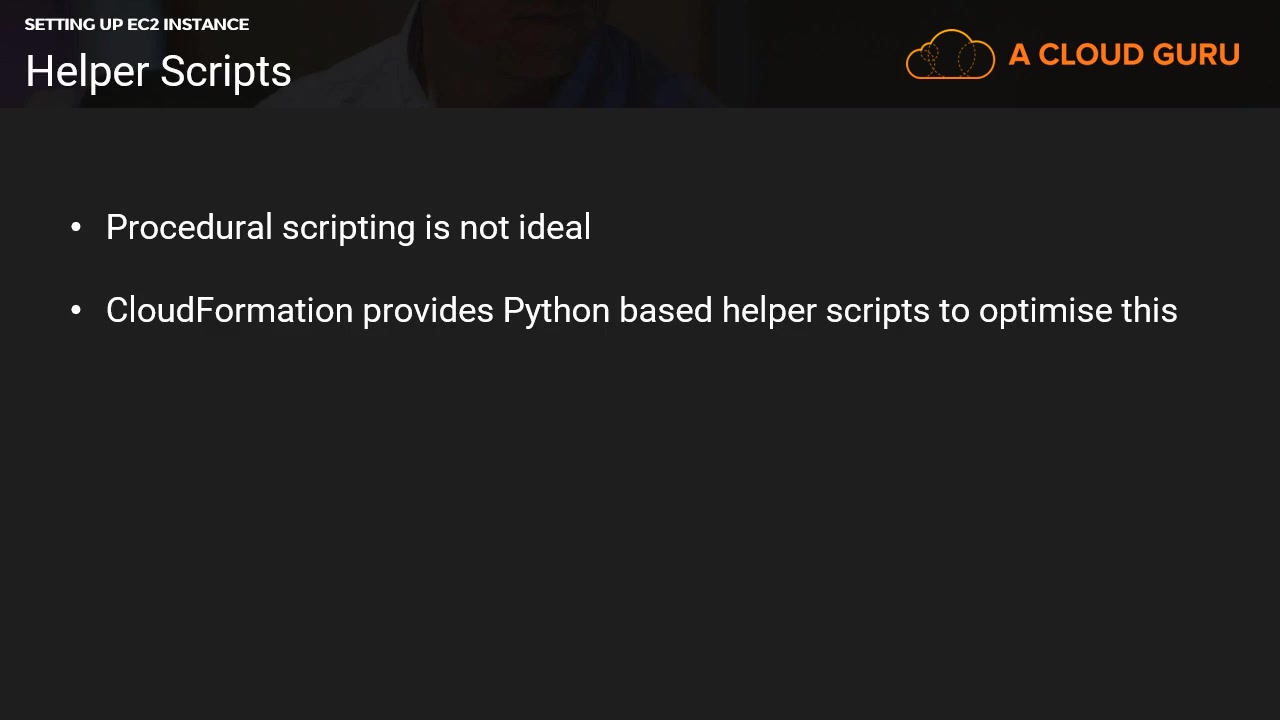 SETTING UP EC2 INSTANCE
Helper Scripts
A CLOUD GURU
• Procedural scripting is not ideal
• CloudFormation provides Python based helper scripts to optimise this